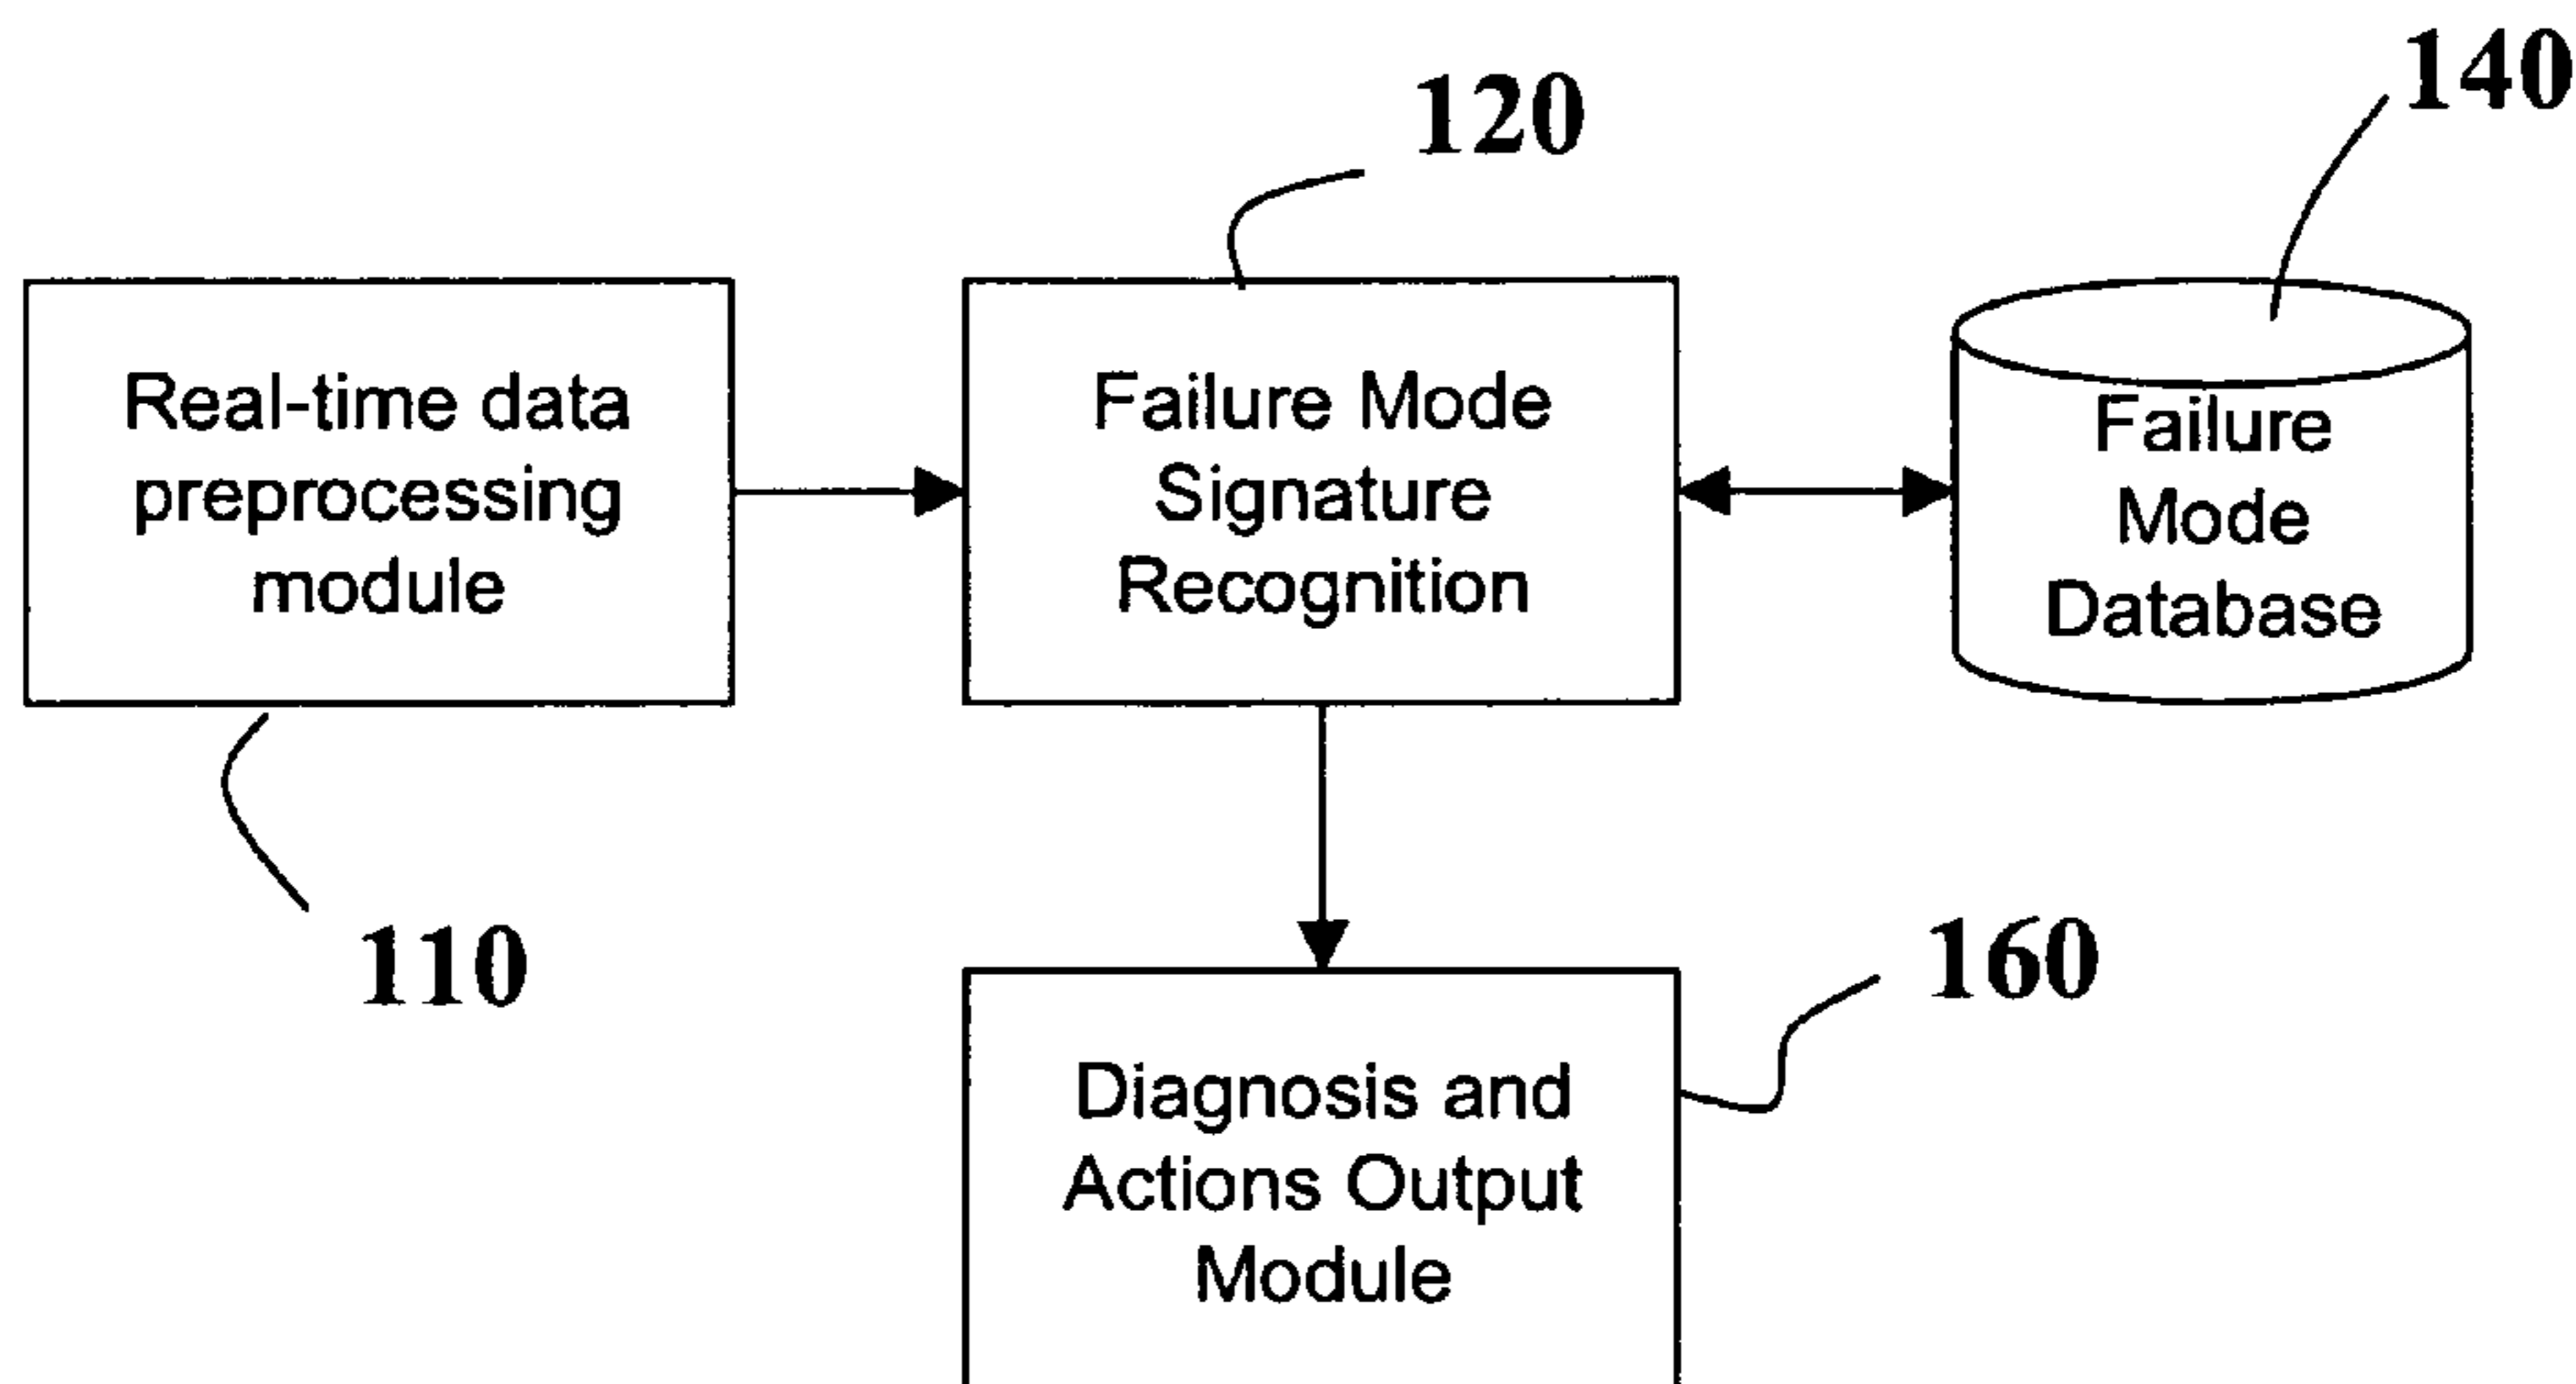 140
120
Real-time data
preprocessing
module
Failure Mode
Signature
Recognition
Failure
Mode
Database
110
160
Diagnosis and
Actions Output
Module